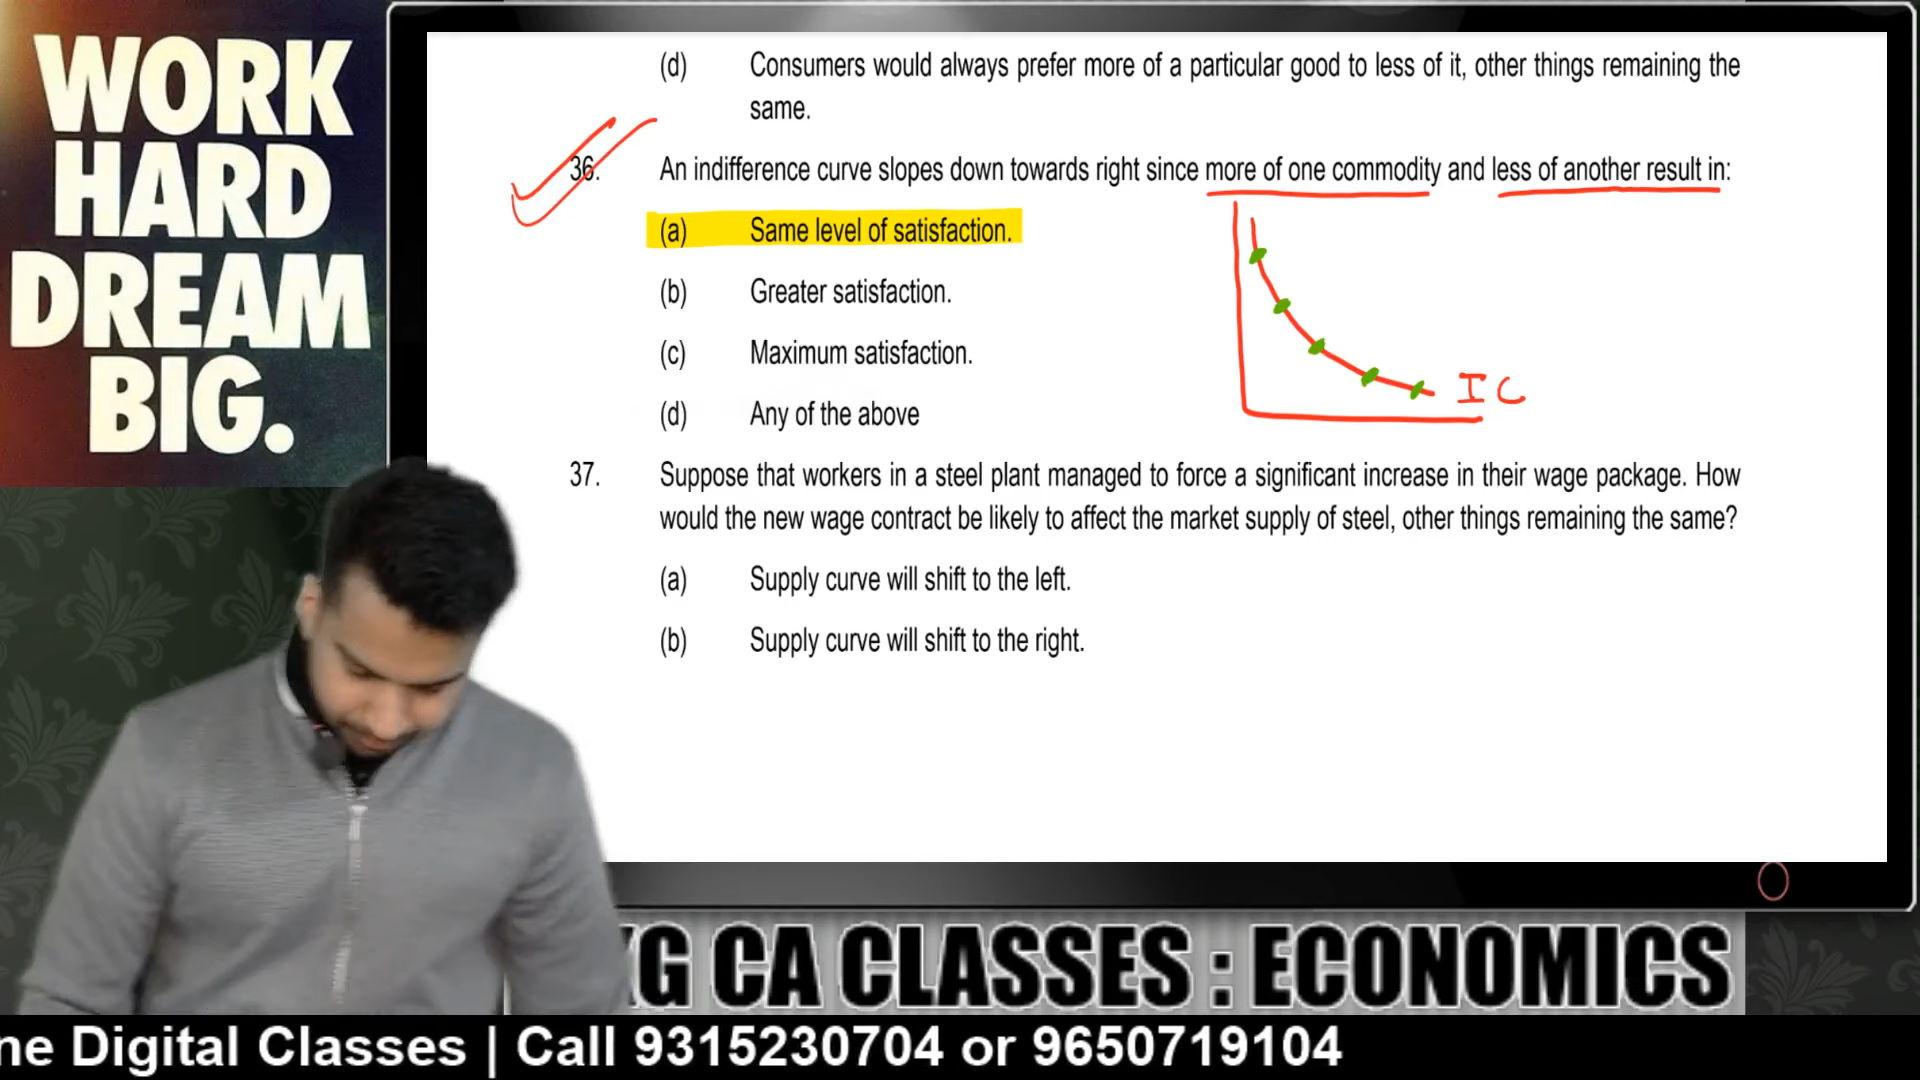 WORK
HARD
DREAM
BIG.
(d) Consumers would always prefer more of a particular good to less of it, other things remaining the
same.
36. An indifference curve slopes down towards right since more of one commodity and less of another result in:
(a) Same level of satisfaction.
(b) Greater satisfaction.
(c) Maximum satisfaction.
(d) Any of the above
IC
37. Suppose that workers in a steel plant managed to force a significant increase in their wage package. How
would the new wage contract be likely to affect the market supply of steel, other things remaining the same?
(a) Supply curve will shift to the left.
(b) Supply curve will shift to the right.
G CA CLASSES : ECONOMICS
ne Digital Classes | Call 9315230704 or 9650719104